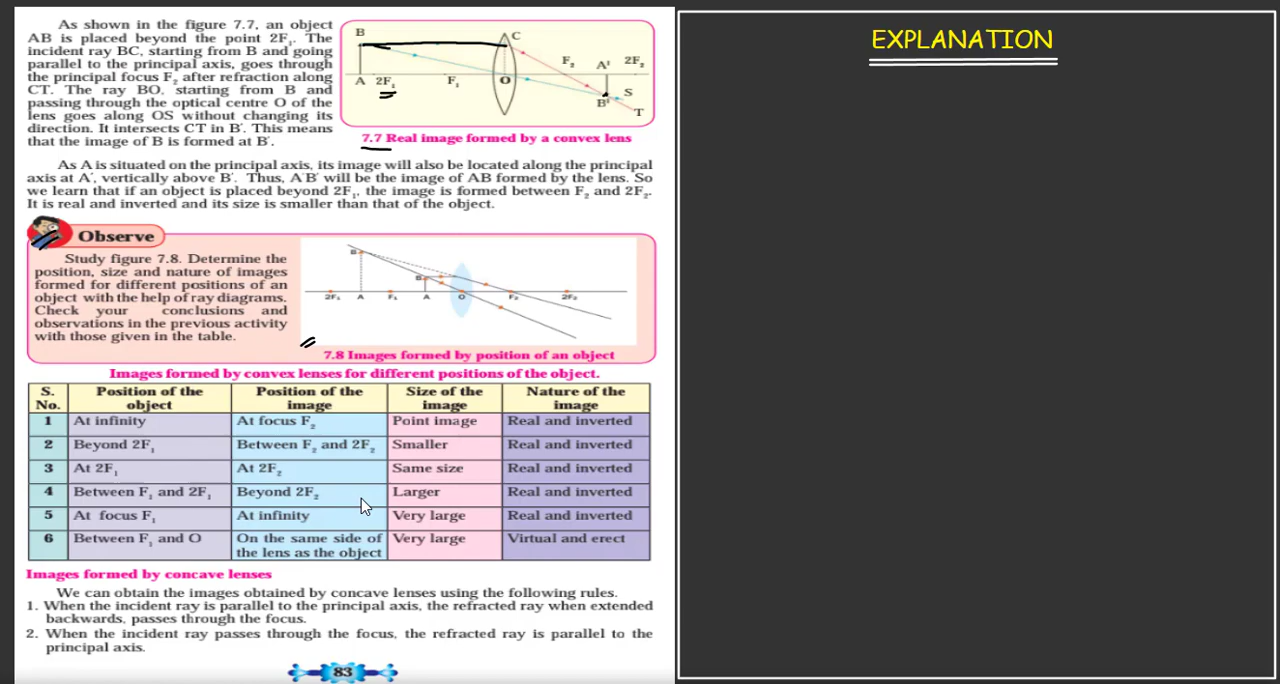 As shown in the figure 7.7, an object
AB is placed beyond the point 2F₁. The
incident ray BC, starting from B and going
parallel to the principal axis, goes through
the principal focus F₂ after refraction along
CT. The ray BO, starting from B and
passing through the optical centre O of the
lens goes along OS without changing its
direction. It intersects CT in B′. This means
that the image of B is formed at B′.
B
C
F₂
A'
2F₂
A
2F₁
F₁
O
S
B'
T
7.7 Real image formed by a convex lens
As A is situated on the principal axis, its image will also be located along the principal
axis at A′, vertically above B′. Thus, A′B′ will be the image of AB formed by the lens. So
we learn that if an object is placed beyond 2F₁, the image is formed between F₂ and 2F₂.
It is real and inverted and its size is smaller than that of the object.
Observe
Study figure 7.8. Determine the
position, size and nature of images
formed for different positions of an
object with the help of ray diagrams.
Check your conclusions and
observations in the previous activity
with those given in the table.
2F₁
A
F₁
A
O
F₂
2F₂
7.8 Images formed by position of an object
Images formed by convex lenses for different positions of the object.
S. No. Position of the object Position of the image Size of the image Nature of the image
1 At infinity At focus F₂ Point image Real and inverted
2 Beyond 2F₁ Between F₂ and 2F₂ Smaller Real and inverted
3 At 2F₁ At 2F₂ Same size Real and inverted
4 Between F₁ and 2F₁ Beyond 2F₂ Larger Real and inverted
5 At focus F₁ At infinity Very large Real and inverted
6 Between F₁ and O On the same side of the lens as the object Very large Virtual and erect
Images formed by concave lenses
We can obtain the images obtained by concave lenses using the following rules.
1. When the incident ray is parallel to the principal axis, the refracted ray when extended
backwards, passes through the focus.
2. When the incident ray passes through the focus, the refracted ray is parallel to the
principal axis.
83
EXPLANATION